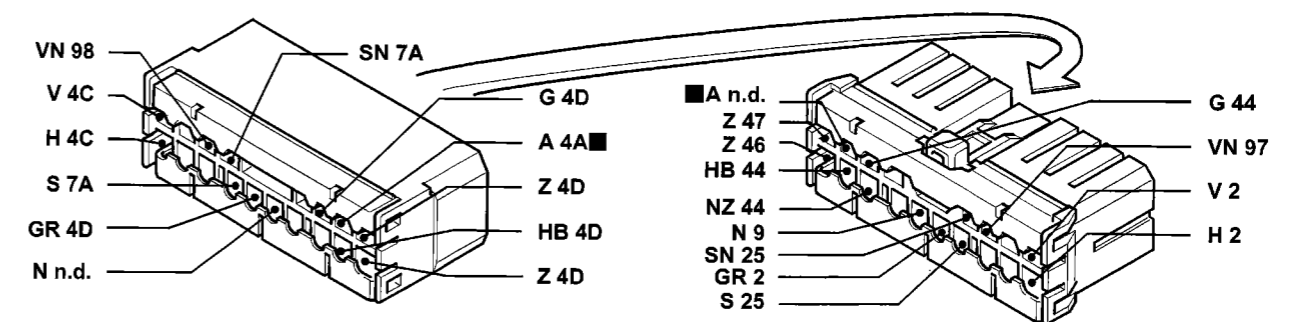 VN 98
V 4C
H 4C
S 7A
GR 4D
N n.d.
SN 7A
G 4D
A 4A■
Z 4D
HB 4D
Z 4D
■A n.d.
Z 47
Z 46
HB 44
NZ 44
N 9
SN 25
GR 2
S 25
G 44
VN 97
V 2
H 2